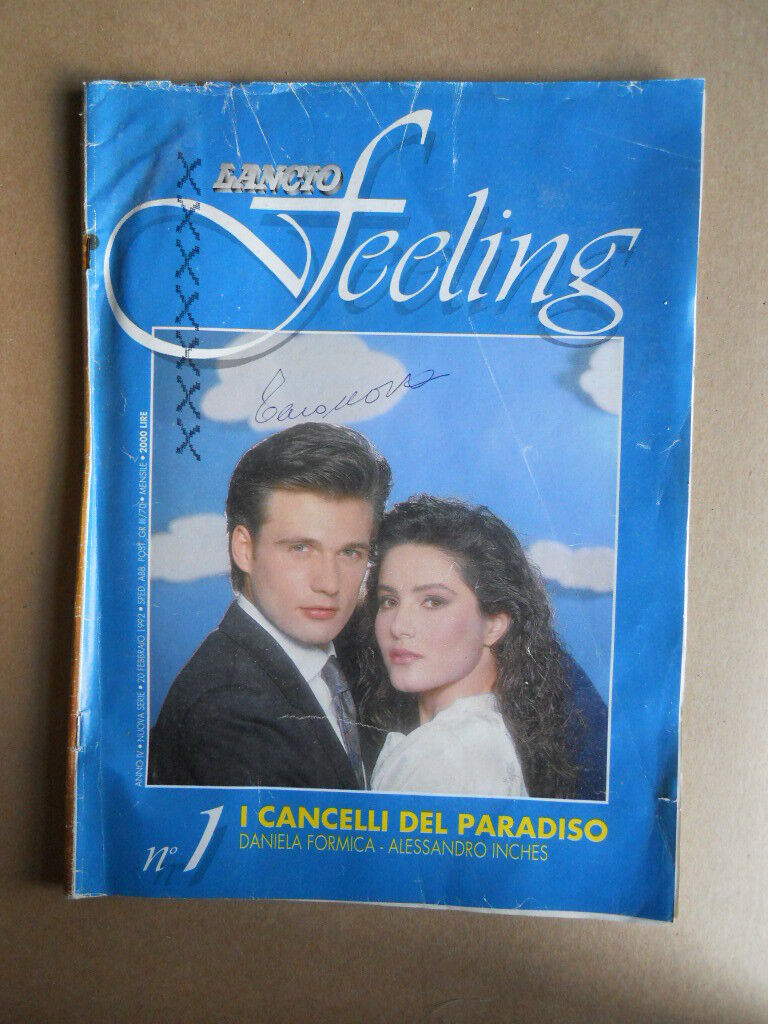 LANCIO
feeling
ANNO IV • NUOVA SERIE • 20 FEBBRAIO 1992 • SPED. ABB. POST. GR III/70 • MENSILE • 2000 LIRE
n° 1
I CANCELLI DEL PARADISO
DANIELA FORMICA - ALESSANDRO INCHES